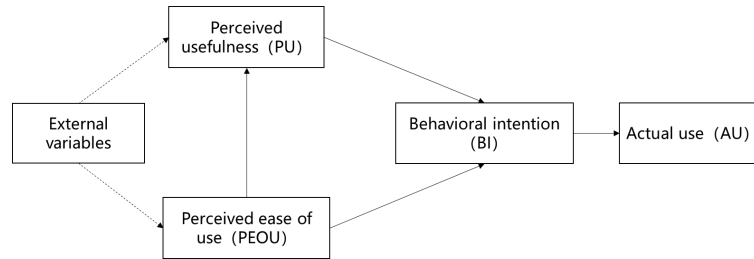 Perceived
usefulness（PU）
External
variables
Behavioral intention
（BI）
Actual use（AU）
Perceived ease of
use（PEOU）